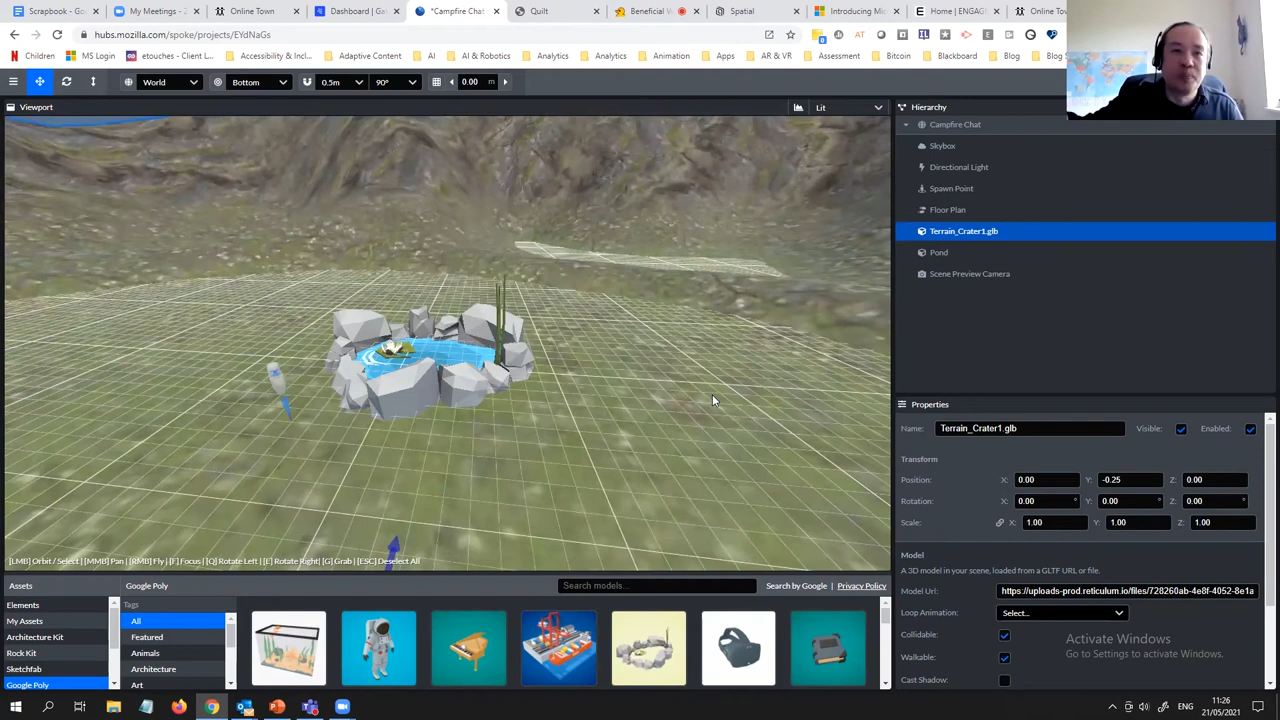 Scrapbook - Go
My Meetings - Z
Online Town
Dashboard | Ga
*Campfire Chat
Quilt
Beneficial W
Spatial
Introducing Mic
Home | ENGAG
Online Tow
hubs.mozilla.com/spoke/projects/EYdNaGs
Children
MS Login
etouches - Client L
Accessibility & Incl
Adaptive Content
AI
AI & Robotics
Analytics
Analytics
Animation
Apps
AR & VR
Assessment
Bitcoin
Blackboard
Blog
Bo
World
Bottom
0.5m
90°
0.00 m
Viewport
Lit
Hierarchy
Campfire Chat
Skybox
Directional Light
Spawn Point
Floor Plan
Terrain_Crater1.glb
Pond
Scene Preview Camera
Properties
Name: Terrain_Crater1.glb Visible: Enabled:
Transform
Position: X: 0.00 Y: -0.25 Z: 0.00
Rotation: X: 0.00 ° Y: 0.00 ° Z: 0.00 °
Scale: X: 1.00 Y: 1.00 Z: 1.00
Model
A 3D model in your scene, loaded from a GLTF URL or file.
Model Url: https://uploads-prod.reticulum.io/files/728260ab-4e8f-4052-8e1a
Loop Animation: Select...
Collidable:
Walkable:
Cast Shadow:
Activate Windows
Go to Settings to activate Windows.
[LMB] Orbit / Select | [MMB] Pan | [RMB] Fly | [F] Focus | [Q] Rotate Left | [E] Rotate Right | [G] Grab | [ESC] Deselect All
Assets
Google Poly
Search models...
Search by Google
Privacy Policy
Elements
My Assets
Architecture Kit
Rock Kit
Sketchfab
Google Poly
Tags
All
Featured
Animals
Architecture
Art
ENG
11:26
21/05/2021